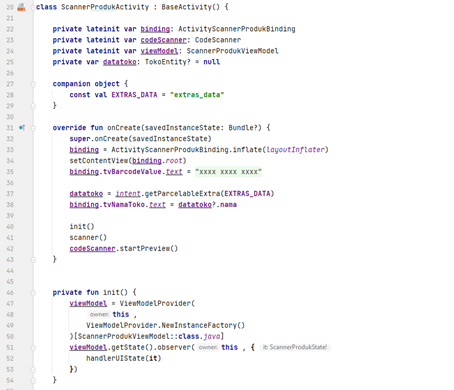 20 class ScannerProdukActivity : BaseActivity() {
21
22 private lateinit var binding: ActivityScannerProdukBinding
23 private lateinit var codeScanner: CodeScanner
24 private lateinit var viewModel: ScannerProdukViewModel
25 private var datatoko: TokoEntity? = null
26
27 companion object {
28 const val EXTRAS_DATA = "extras_data"
29 }
30
31 override fun onCreate(savedInstanceState: Bundle?) {
32 super.onCreate(savedInstanceState)
33 binding = ActivityScannerProdukBinding.inflate(layoutInflater)
34 setContentView(binding.root)
35 binding.tvBarcodeValue.text = "xxxx xxxx xxxx"
36
37 datatoko = intent.getParcelableExtra(EXTRAS_DATA)
38 binding.tvNamaToko.text = datatoko?.nama
39
40 init()
41 scanner()
42 codeScanner.startPreview()
43 }
44
45
46 private fun init() {
47 viewModel = ViewModelProvider(
48 owner: this ,
49 ViewModelProvider.NewInstanceFactory()
50 )[ScannerProdukViewModel::class.java]
51 viewModel.getState().observer( owner: this , { it: ScannerProdukState!
52 handlerUIState(it)
53 })
54 }